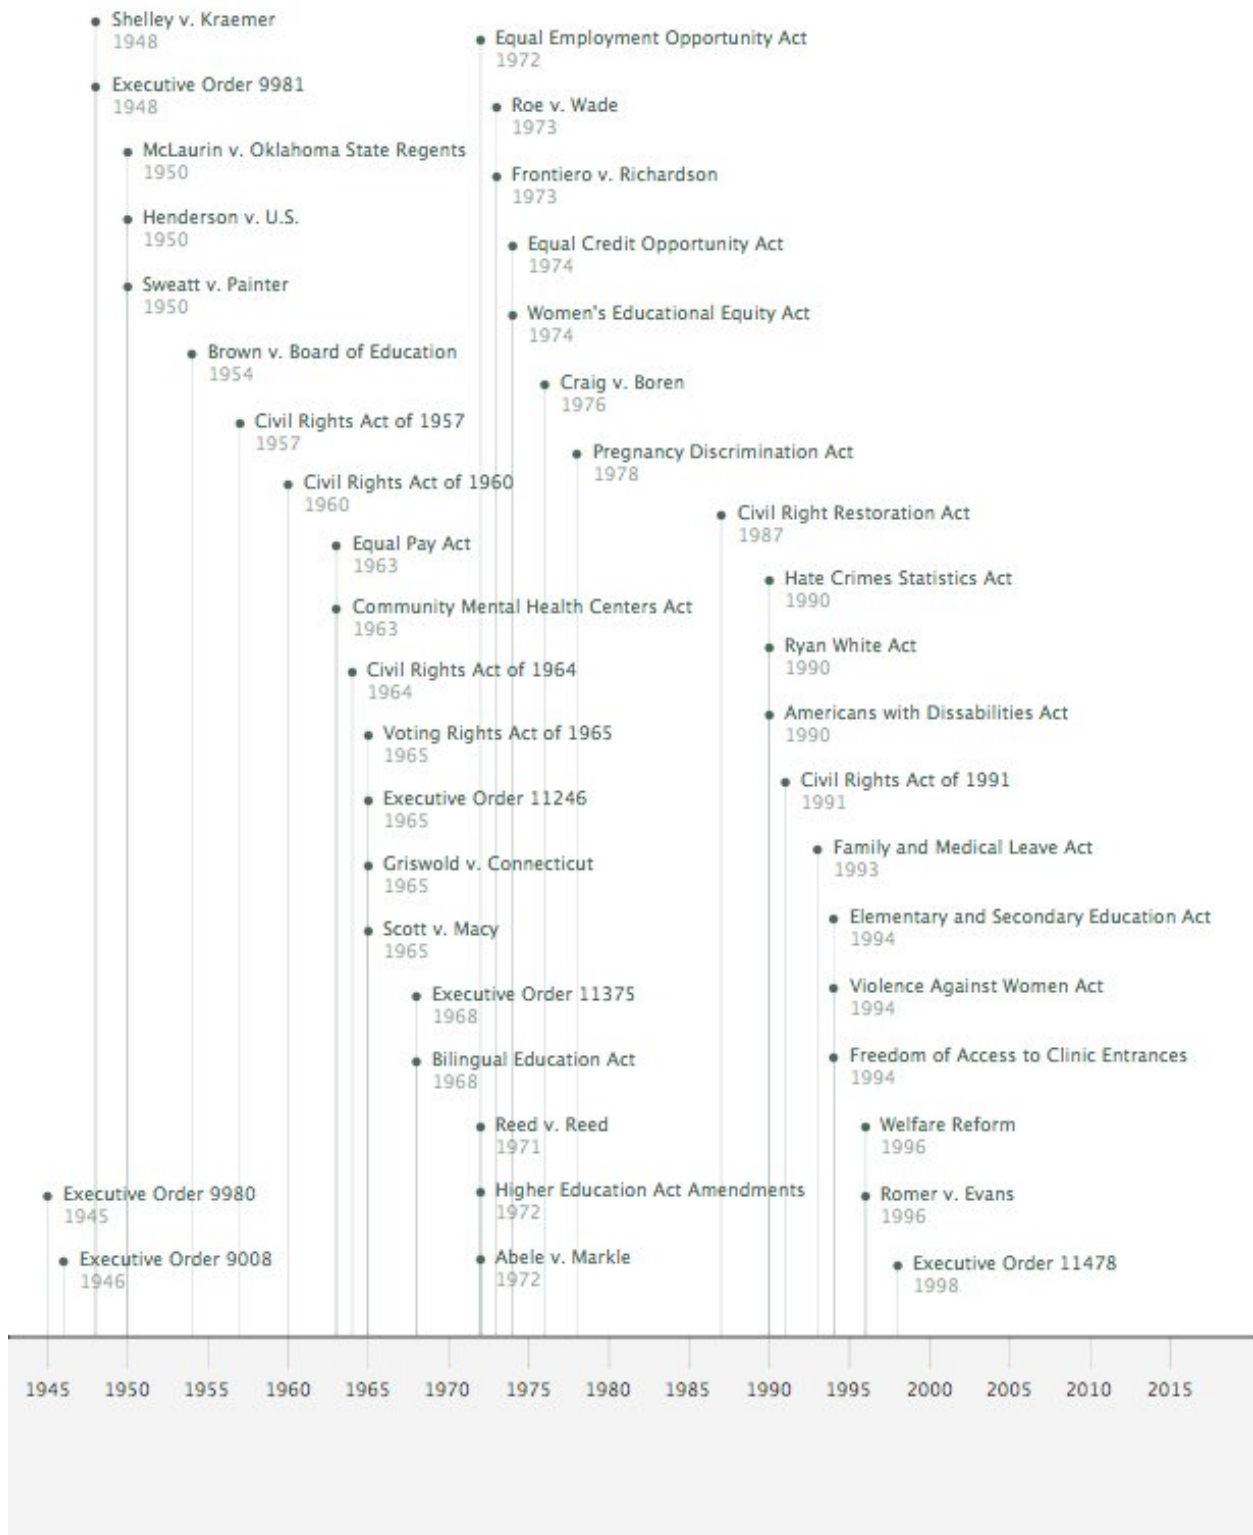 Shelley v. Kraemer
1948
Executive Order 9981
1948
McLaurin v. Oklahoma State Regents
1950
Henderson v. U.S.
1950
Sweatt v. Painter
1950
Brown v. Board of Education
1954
Civil Rights Act of 1957
1957
Civil Rights Act of 1960
1960
Equal Pay Act
1963
Community Mental Health Centers Act
1963
Civil Rights Act of 1964
1964
Voting Rights Act of 1965
1965
Executive Order 11246
1965
Griswold v. Connecticut
1965
Scott v. Macy
1965
Executive Order 11375
1968
Bilingual Education Act
1968
Reed v. Reed
1971
Executive Order 9980
1945
Higher Education Act Amendments
1972
Executive Order 9008
1946
Abele v. Markle
1972
Equal Employment Opportunity Act
1972
Roe v. Wade
1973
Frontiero v. Richardson
1973
Equal Credit Opportunity Act
1974
Women's Educational Equity Act
1974
Craig v. Boren
1976
Pregnancy Discrimination Act
1978
Civil Right Restoration Act
1987
Hate Crimes Statistics Act
1990
Ryan White Act
1990
Americans with Dissabilities Act
1990
Civil Rights Act of 1991
1991
Family and Medical Leave Act
1993
Elementary and Secondary Education Act
1994
Violence Against Women Act
1994
Freedom of Access to Clinic Entrances
1994
Welfare Reform
1996
Romer v. Evans
1996
Executive Order 11478
1998
1945 1950 1955 1960 1965 1970 1975 1980 1985 1990 1995 2000 2005 2010 2015